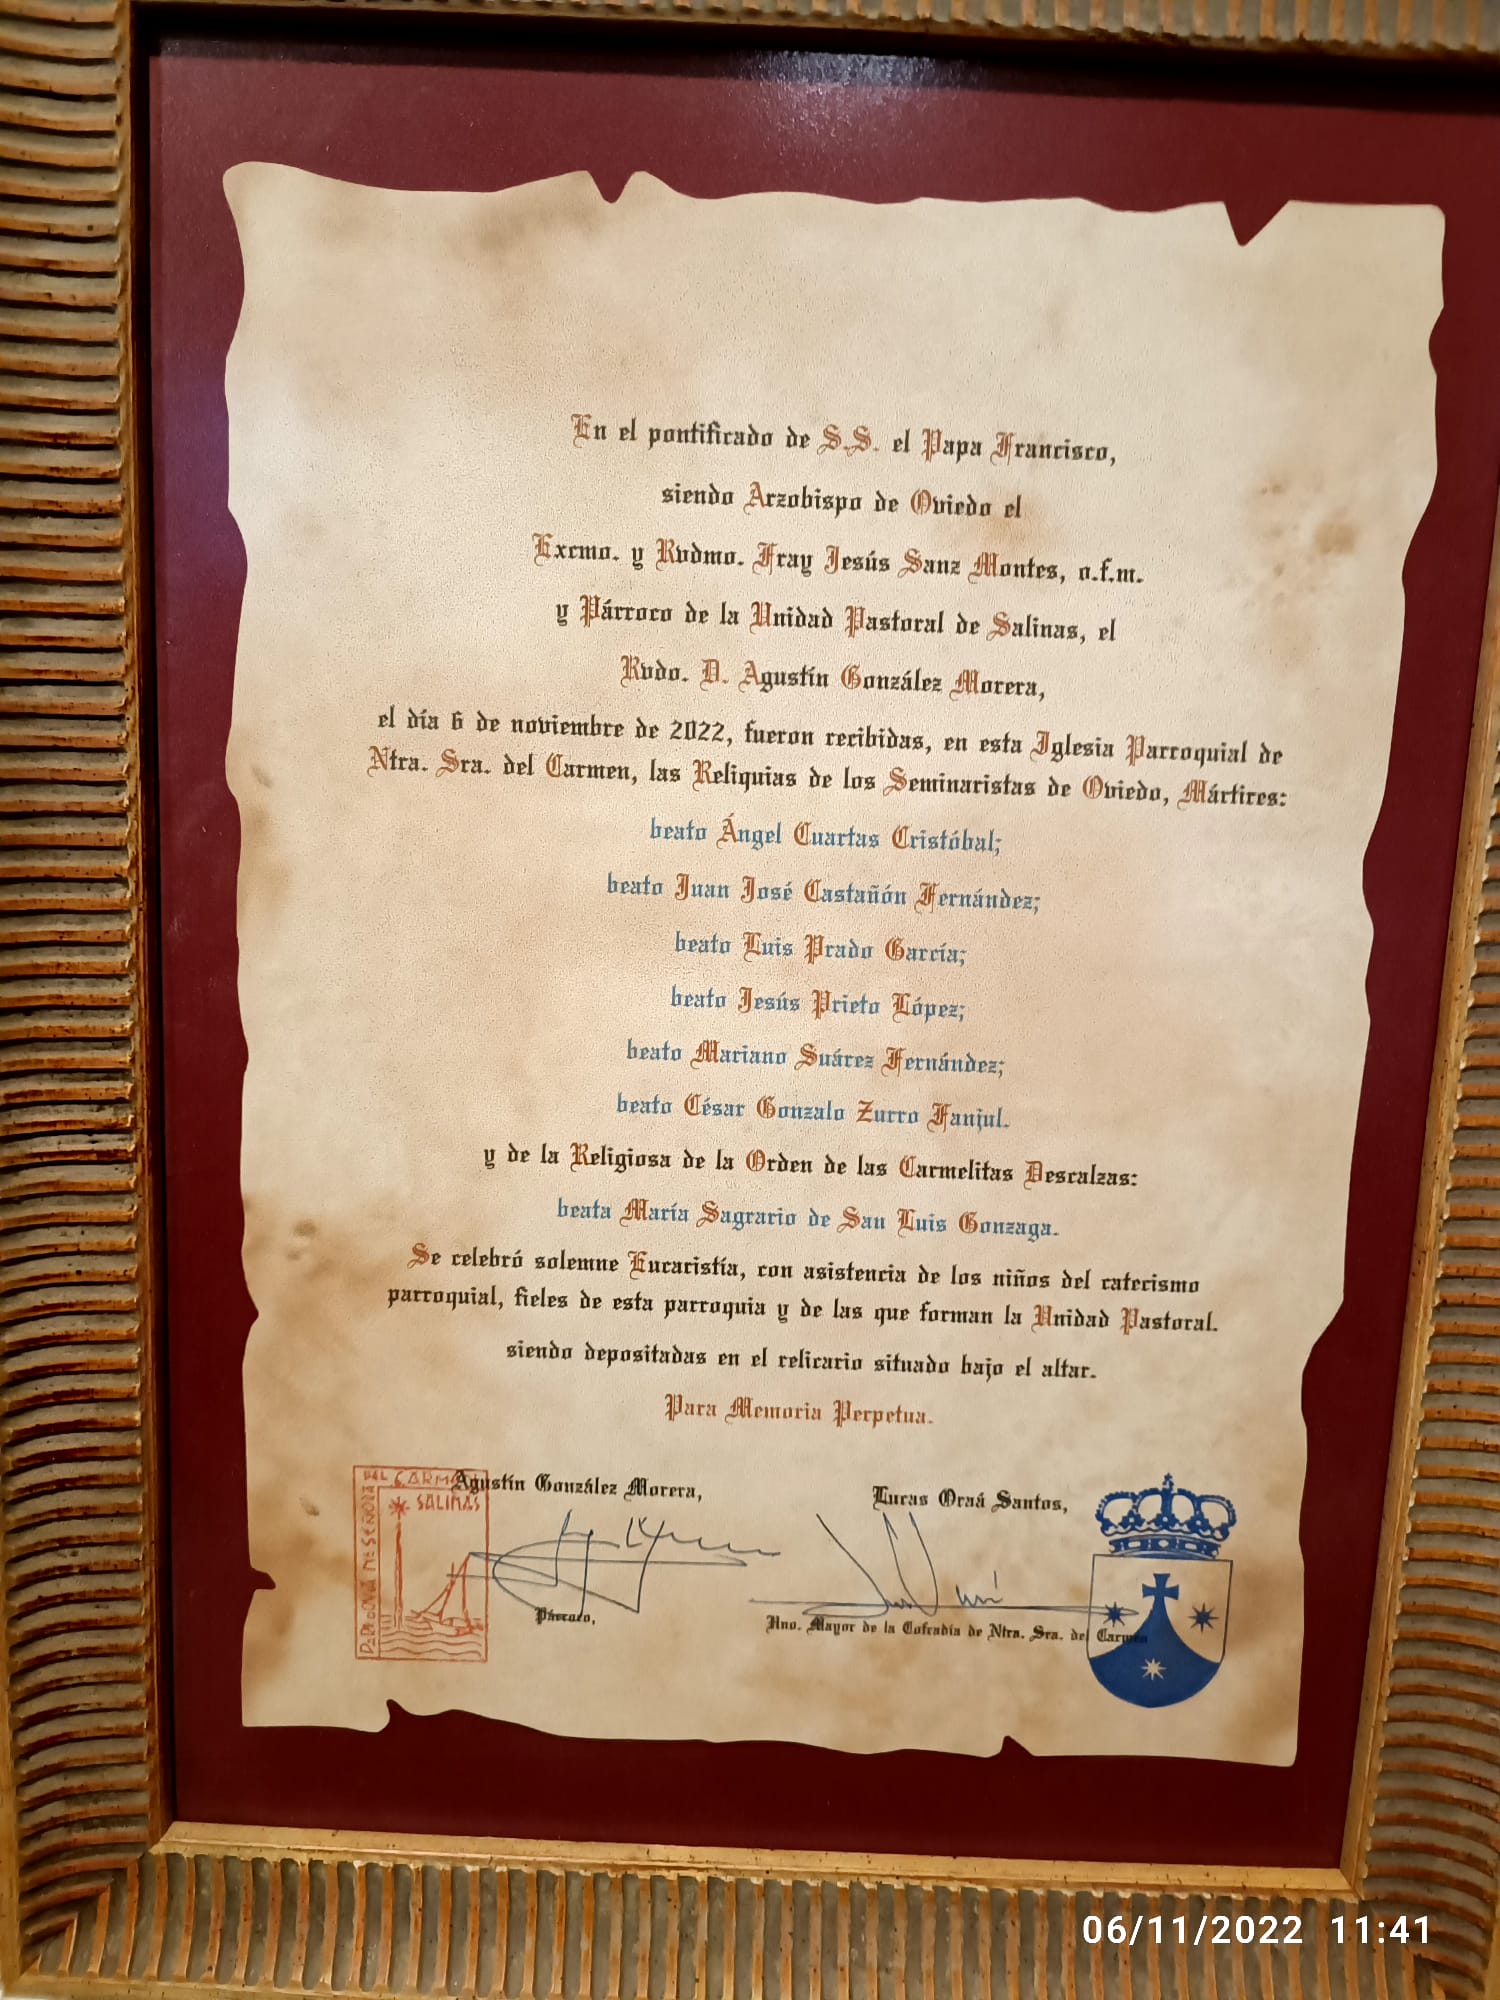 En el pontificado de S.S. el Papa Francisco,
siendo Arzobispo de Oviedo el
Excmo. y Rvdmo. Fray Jesús Sanz Montes, o.f.m.
y Párroco de la Unidad Pastoral de Salinas, el
Rvdo. D. Agustín González Morera,
el día 6 de noviembre de 2022, fueron recibidas, en esta Iglesia Parroquial de
Ntra. Sra. del Carmen, las Reliquias de los Seminaristas de Oviedo, Mártires:
beato Ángel Cuartas Cristóbal;
beato Juan José Castañón Fernández;
beato Luis Prado García;
beato Jesús Prieto López;
beato Mariano Suárez Fernández;
beato César Gonzalo Zurro Fanjul.
y de la Religiosa de la Orden de las Carmelitas Descalzas:
beata María Sagrario de San Luis Gonzaga.
Se celebró solemne Eucaristía, con asistencia de los niños del catecismo
parroquial, fieles de esta parroquia y de las que forman la Unidad Pastoral.
siendo depositadas en el relicario situado bajo el altar.
Para Memoria Perpetua.
Agustín González Morera,
Lucas Oraá Santos,
Párroco,
Hno. Mayor de la Cofradía de Ntra. Sra. del Carmen
DE SEÑORA
DEL CARMEN
SALINAS
06/11/2022 11:41